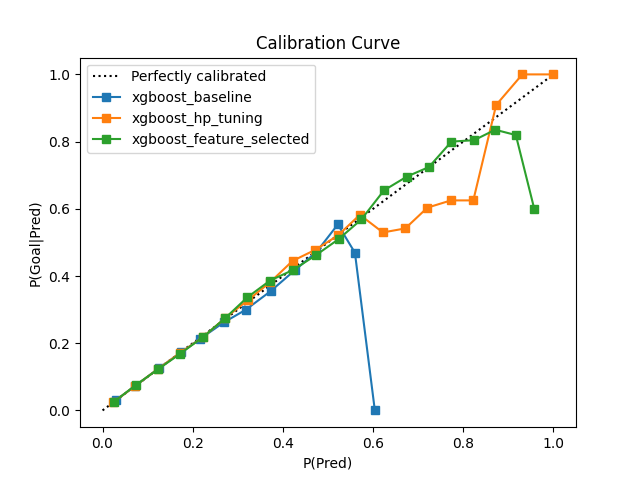 Calibration Curve
Perfectly calibrated
xgboost_baseline
xgboost_hp_tuning
xgboost_feature_selected
P(Goal|Pred)
1.0
0.8
0.6
0.4
0.2
0.0
0.0 0.2 0.4 0.6 0.8 1.0
P(Pred)